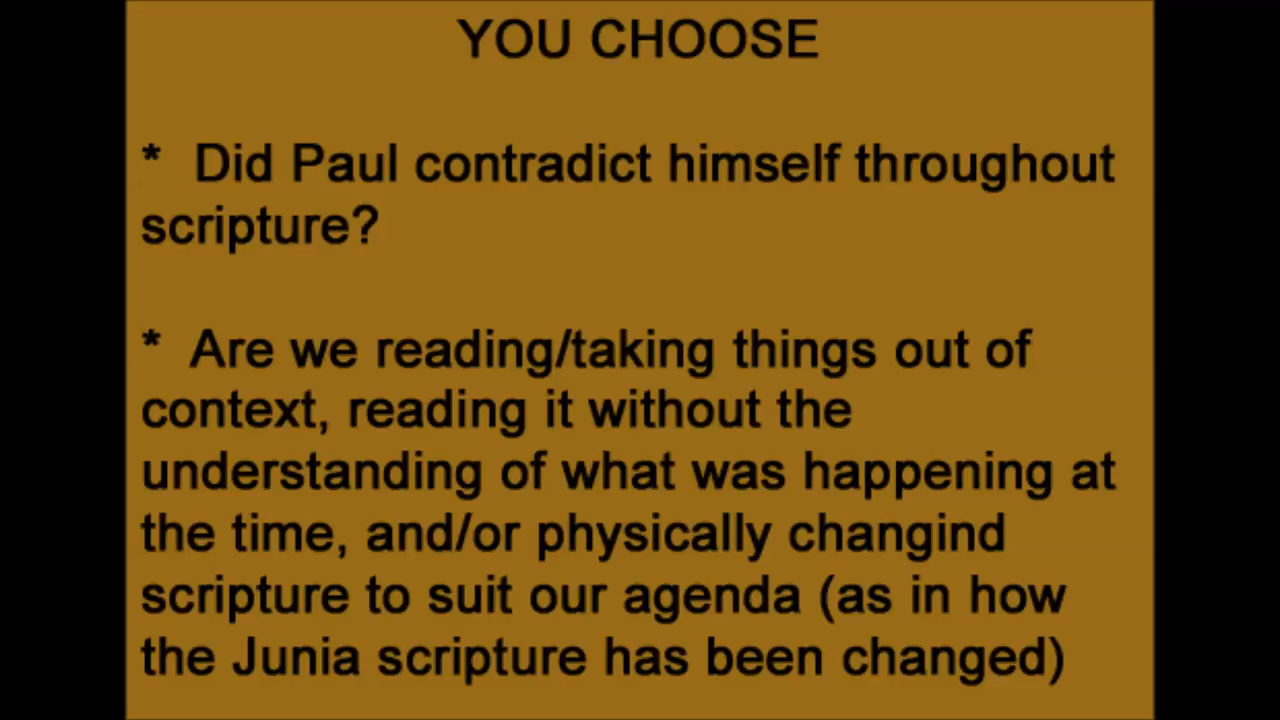 YOU CHOOSE
* Did Paul contradict himself throughout
scripture?
* Are we reading/taking things out of
context, reading it without the
understanding of what was happening at
the time, and/or physically changind
scripture to suit our agenda (as in how
the Junia scripture has been changed)